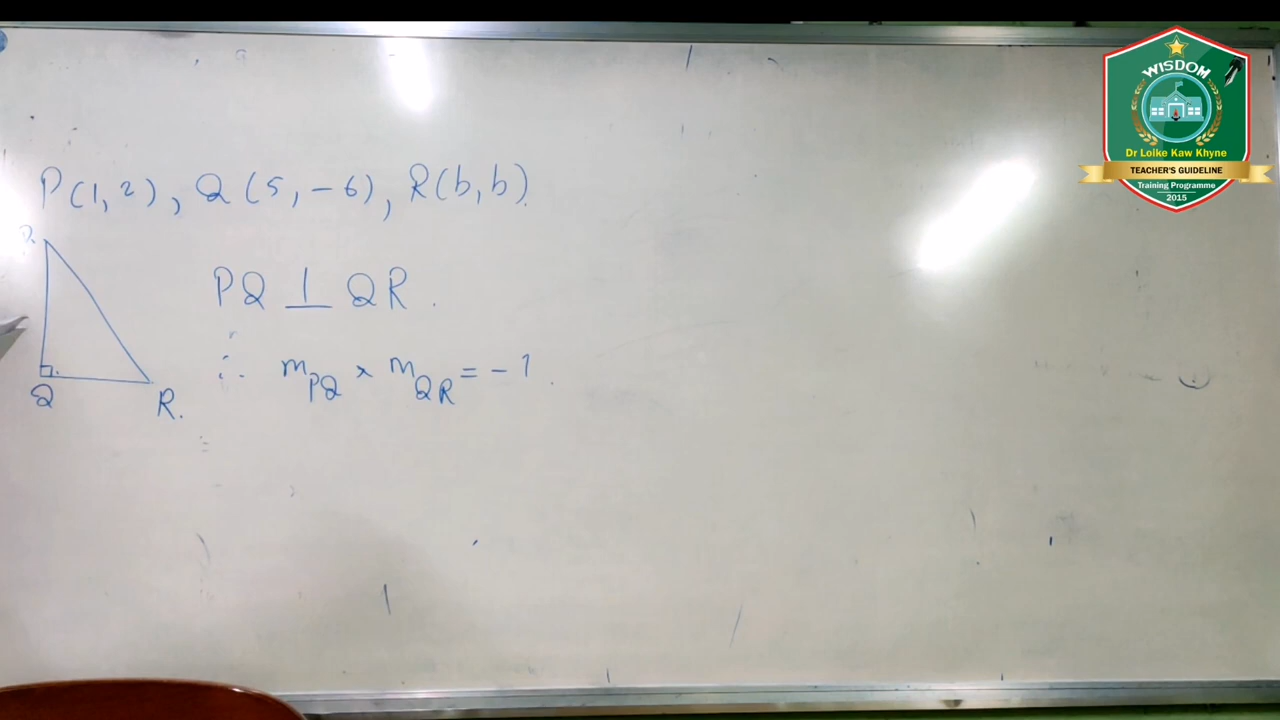 P(1, 2), Q(5, -6), R(b, b).
P.
Q
R.
PQ ⊥ QR.
∴ m_PQ × m_QR = -1.
WISDOM
Dr Loike Kaw Khyne
TEACHER'S GUIDELINE
Training Programme
2015